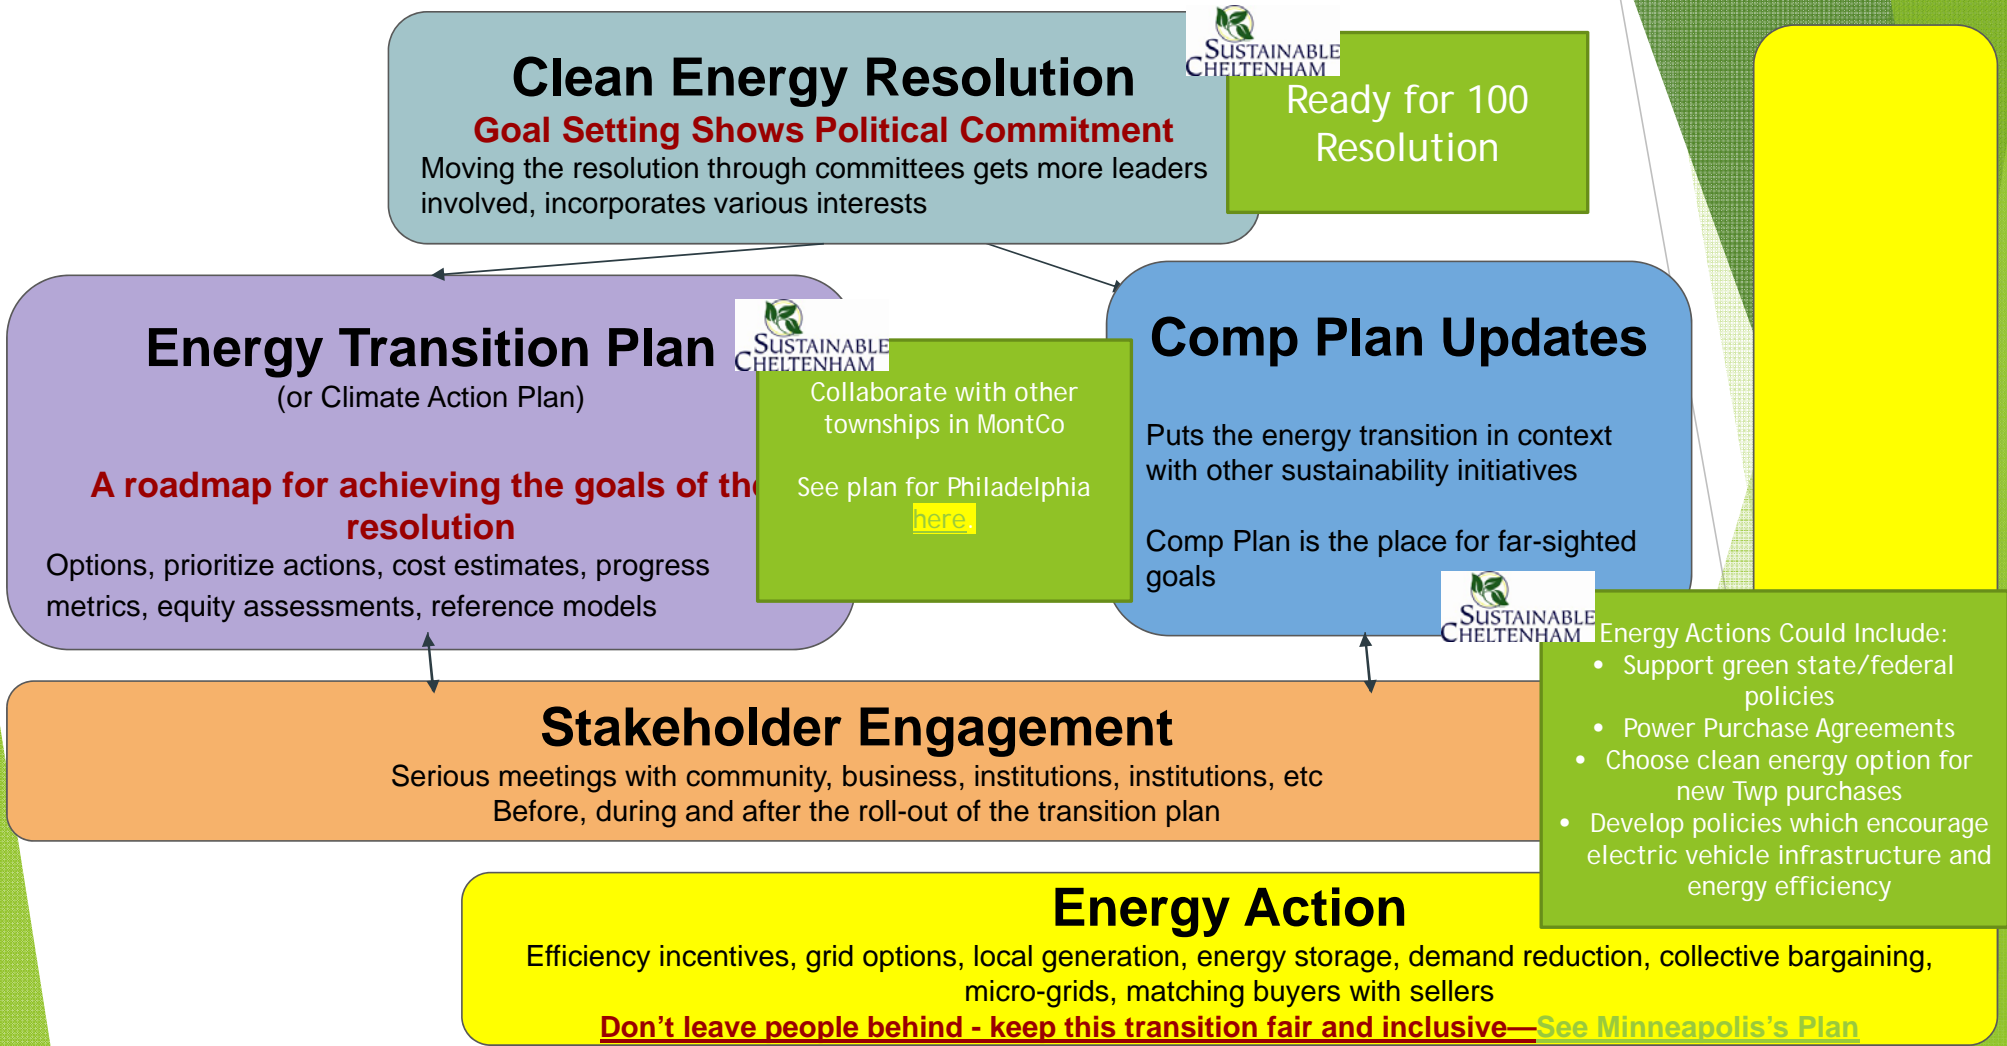 Clean Energy Resolution
Goal Setting Shows Political Commitment
Moving the resolution through committees gets more leaders
involved, incorporates various interests
SUSTAINABLE
CHELTENHAM
Ready for 100
Resolution
Energy Transition Plan
(or Climate Action Plan)
A roadmap for achieving the goals of the
resolution
Options, prioritize actions, cost estimates, progress
metrics, equity assessments, reference models
SUSTAINABLE
CHELTENHAM
Collaborate with other
townships in MontCo
See plan for Philadelphia
here.
Comp Plan Updates
Puts the energy transition in context
with other sustainability initiatives
Comp Plan is the place for far-sighted
goals
SUSTAINABLE
CHELTENHAM
Energy Actions Could Include:
• Support green state/federal
policies
• Power Purchase Agreements
• Choose clean energy option for
new Twp purchases
• Develop policies which encourage
electric vehicle infrastructure and
energy efficiency
Stakeholder Engagement
Serious meetings with community, business, institutions, institutions, etc
Before, during and after the roll-out of the transition plan
Energy Action
Efficiency incentives, grid options, local generation, energy storage, demand reduction, collective bargaining,
micro-grids, matching buyers with sellers
Don’t leave people behind - keep this transition fair and inclusive—See Minneapolis’s Plan